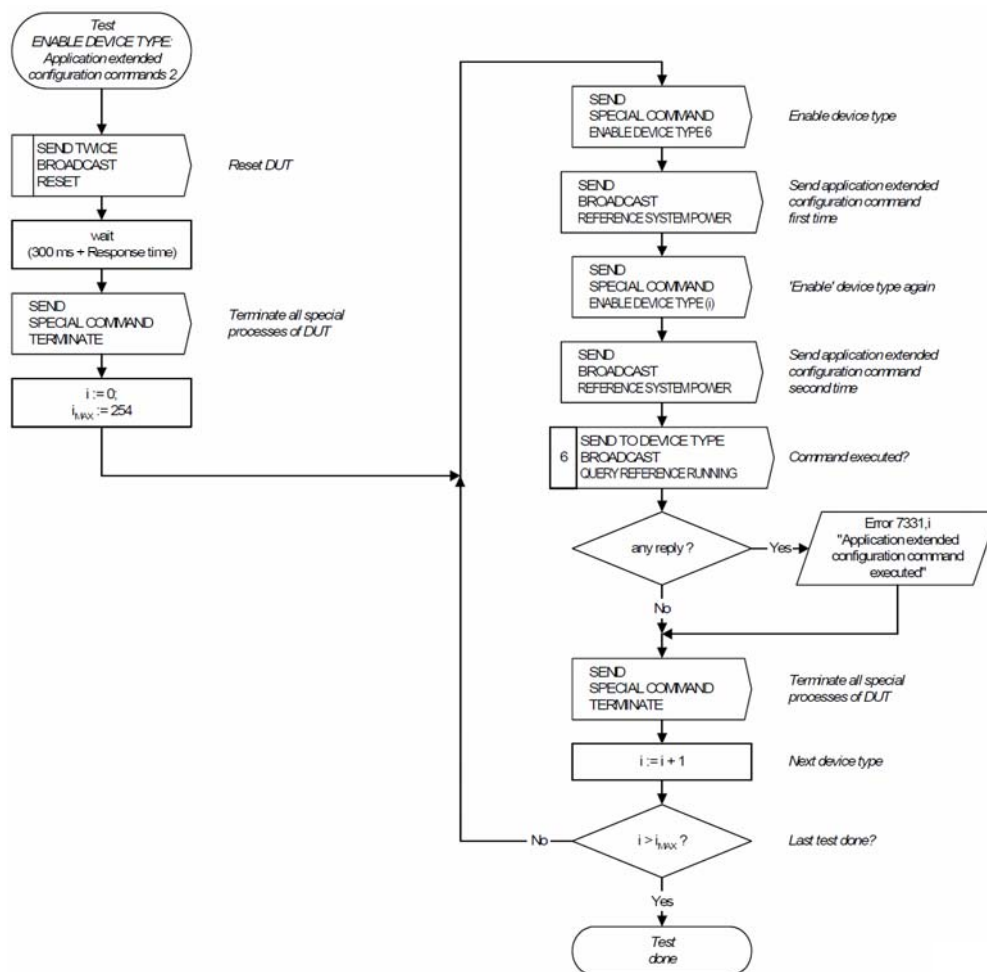 Test
ENABLE DEVICE TYPE:
Application extended
configuration commands 2
SEND TWICE
BROADCAST
RESET
Reset DUT
wait
(300 ms + Response time)
SEND
SPECIAL COMMAND
TERMINATE
Terminate all special
processes of DUT
i := 0;
iMAX := 254
SEND
SPECIAL COMMAND
ENABLE DEVICE TYPE 6
Enable device type
SEND
BROADCAST
REFERENCE SYSTEM POWER
Send application extended
configuration command
first time
SEND
SPECIAL COMMAND
ENABLE DEVICE TYPE (i)
'Enable' device type again
SEND
BROADCAST
REFERENCE SYSTEM POWER
Send application extended
configuration command
second time
6
SEND TO DEVICE TYPE
BROADCAST
QUERY REFERENCE RUNNING
Command executed?
any reply ?
Yes
Error 7331,i
"Application extended
configuration command
executed"
No
SEND
SPECIAL COMMAND
TERMINATE
Terminate all special
processes of DUT
i := i + 1
Next device type
No
i > iMAX ?
Last test done?
Yes
Test
done